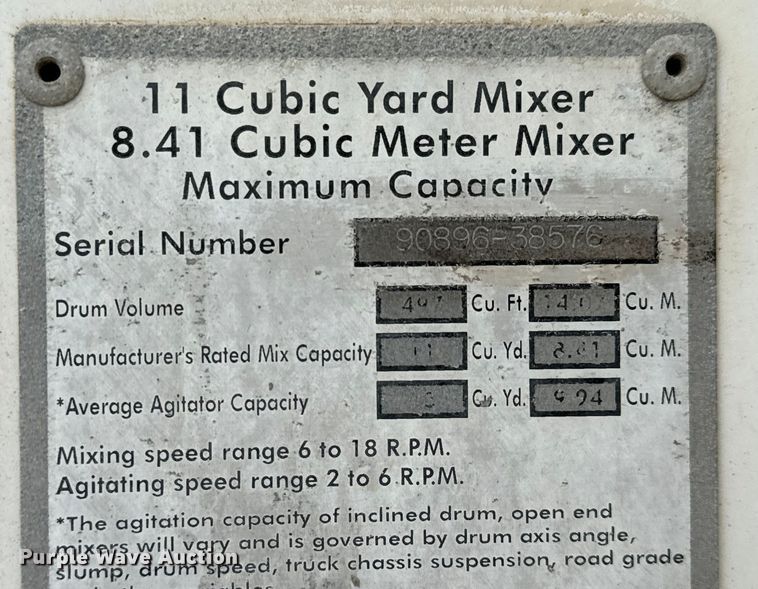 11 Cubic Yard Mixer
8.41 Cubic Meter Mixer
Maximum Capacity
Serial Number 90896-38576
Drum Volume Cu. Ft. Cu. M.
Manufacturer's Rated Mix Capacity 11 Cu. Yd. 8.41 Cu. M.
*Average Agitator Capacity Cu. Yd. 9.94 Cu. M.
Mixing speed range 6 to 18 R.P.M.
Agitating speed range 2 to 6 R.P.M.
*The agitation capacity of inclined drum, open end
mixers will vary and is governed by drum axis angle,
slump, drum speed, truck chassis suspension, road grade
Purple Wave Auction